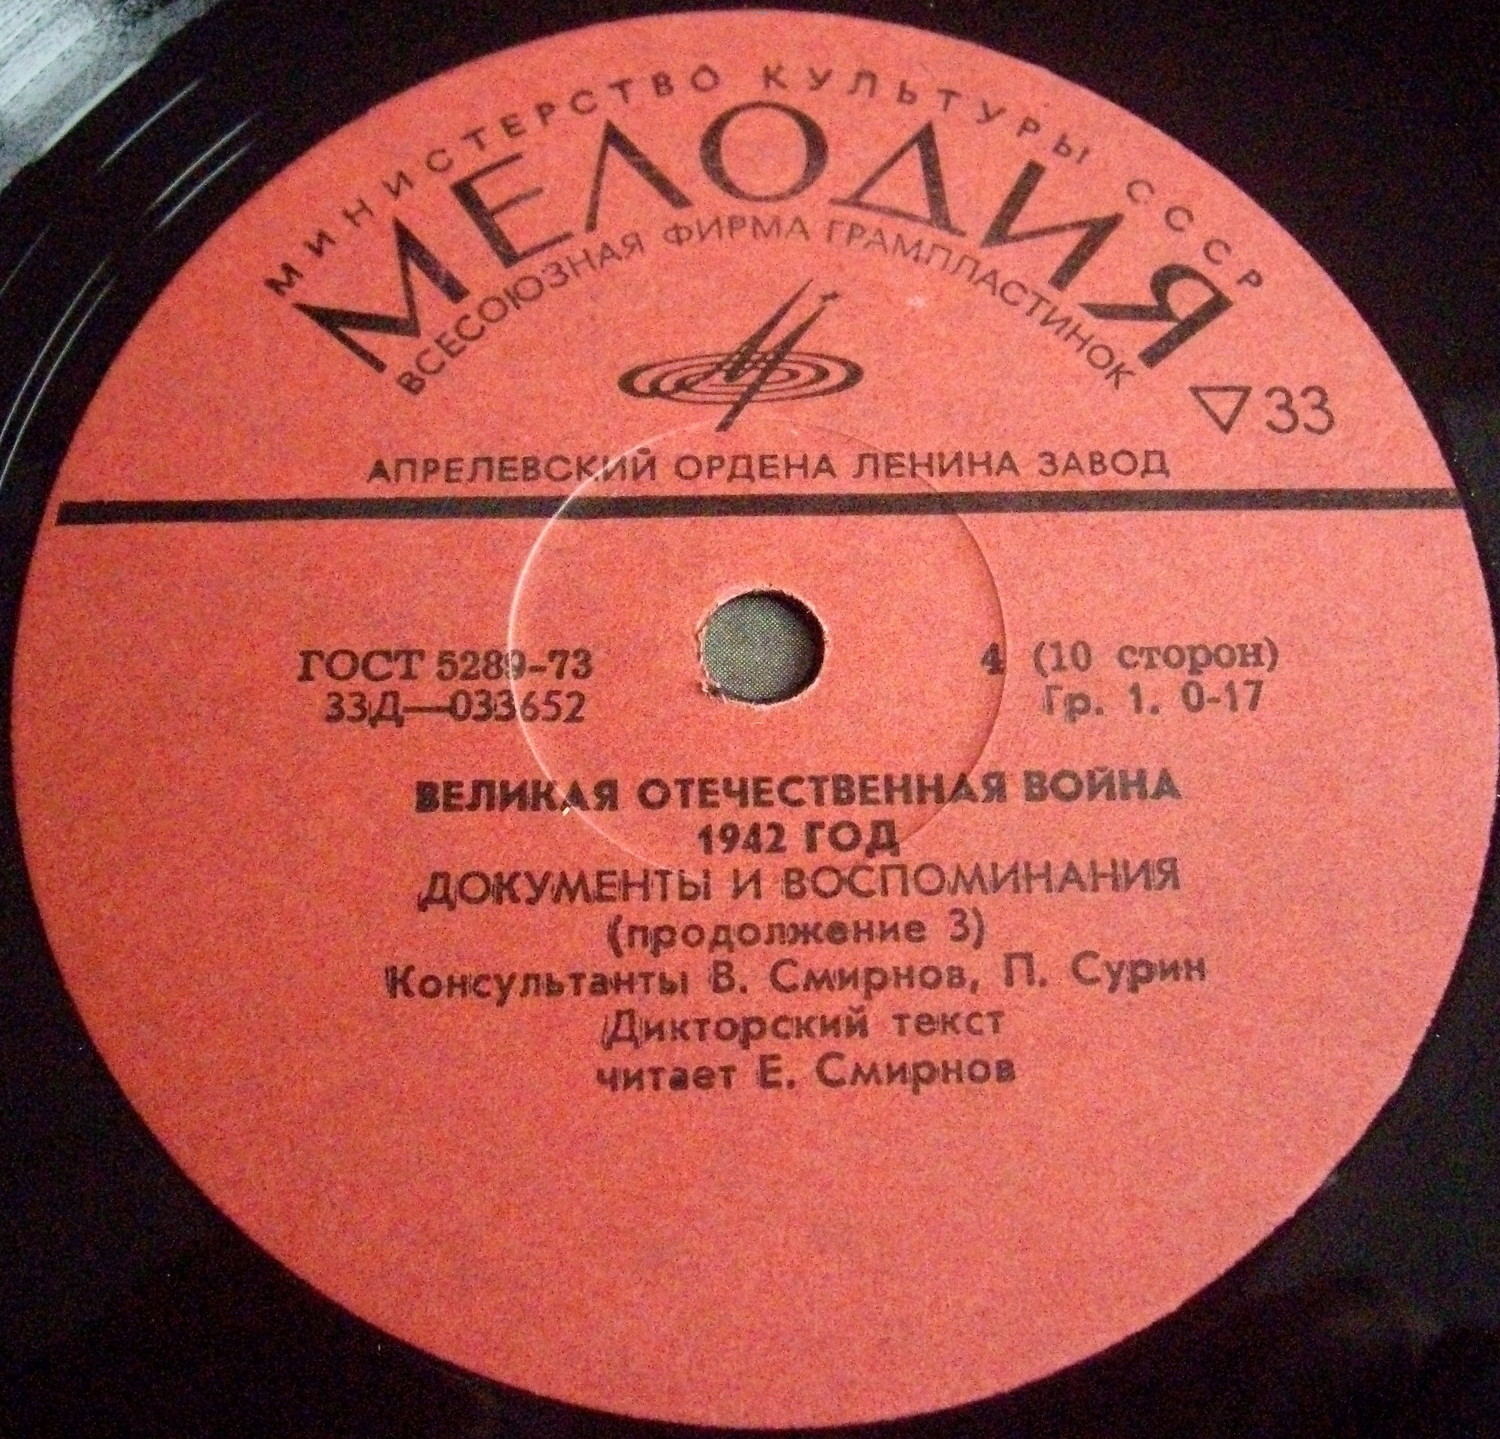 МИНИСТЕРСТВО КУЛЬТУРЫ СССР
МЕЛОДИЯ
ВСЕСОЮЗНАЯ ФИРМА ГРАМПЛАСТИНОК
33
АПРЕЛЕВСКИЙ ОРДЕНА ЛЕНИНА ЗАВОД
ГОСТ 5289-73
33Д—033652
4 (10 сторон)
Гр. 1. 0-17
ВЕЛИКАЯ ОТЕЧЕСТВЕННАЯ ВОЙНА
1942 ГОД
ДОКУМЕНТЫ И ВОСПОМИНАНИЯ
(продолжение 3)
Консультанты В. Смирнов, П. Сурин
Дикторский текст
читает Е. Смирнов